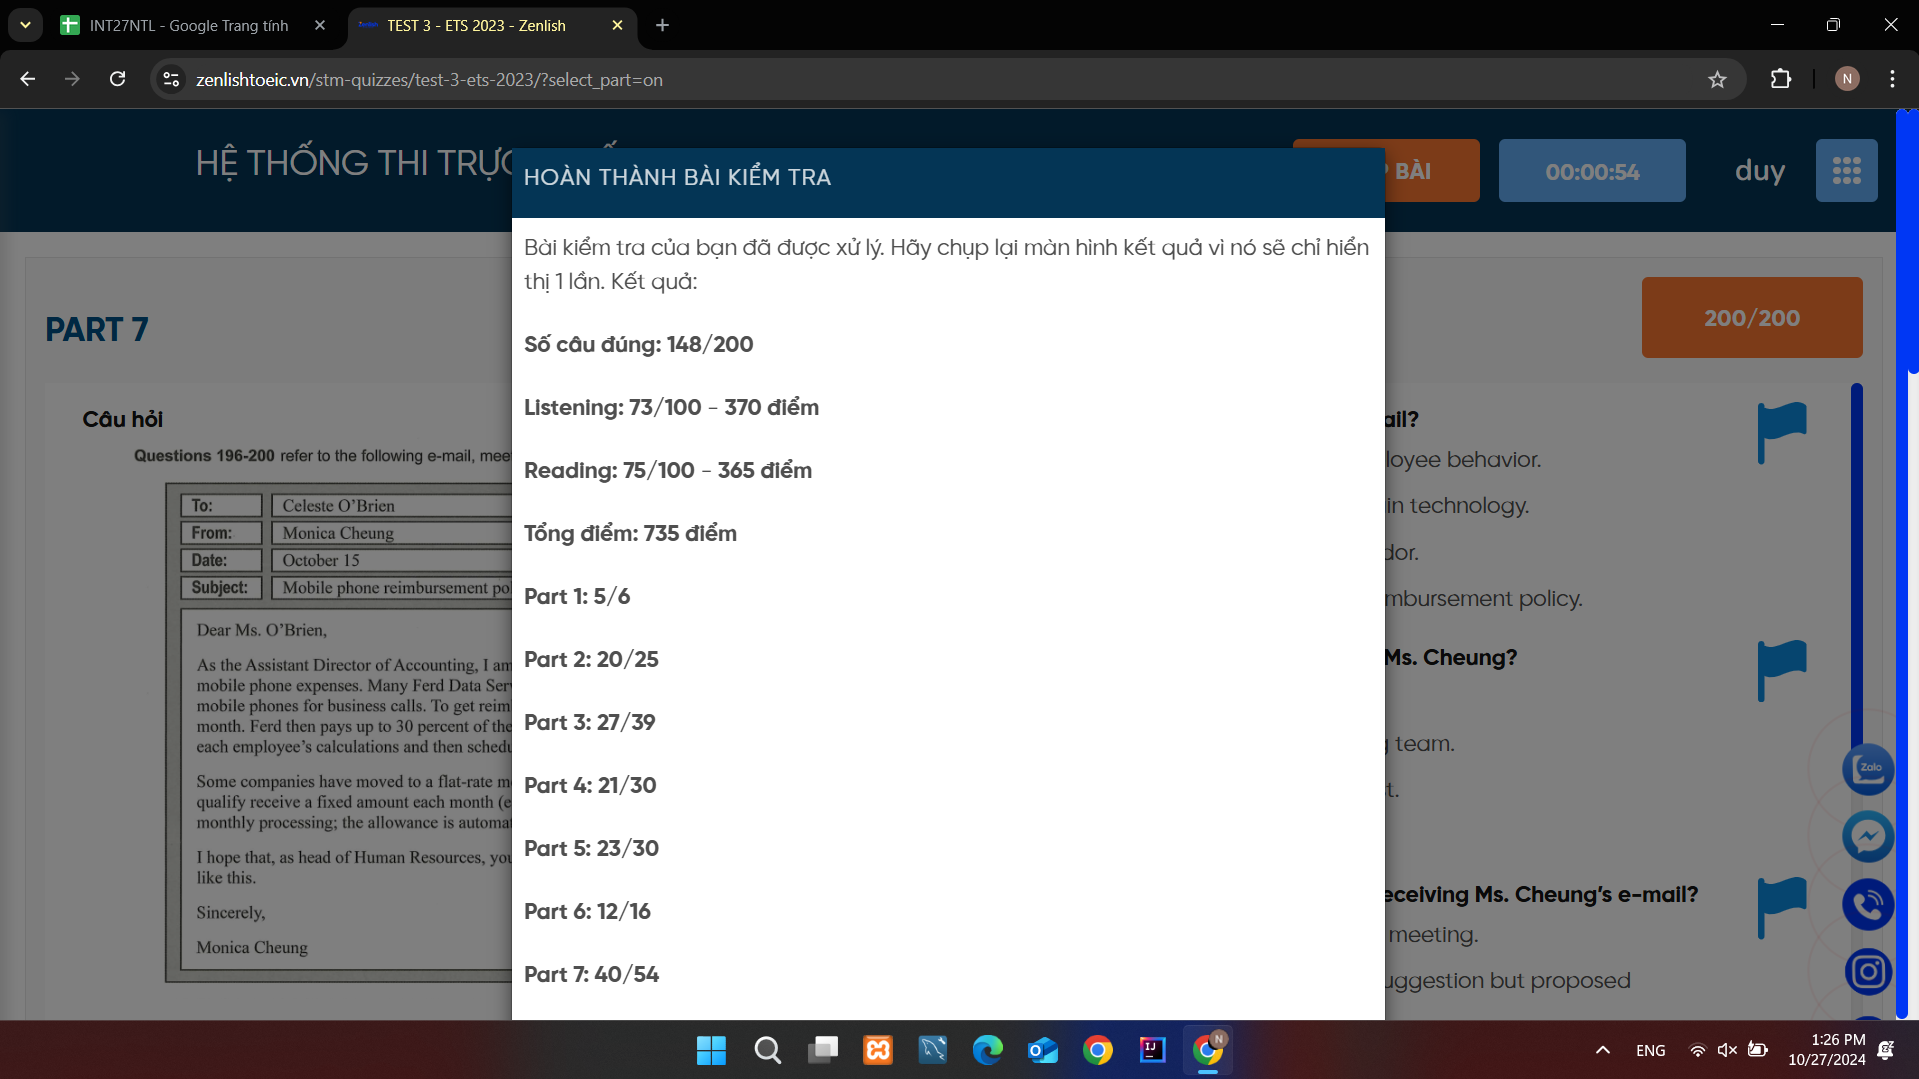 INT27NTL - Google Trang tính
TEST 3 - ETS 2023 - Zenlish
zenlishtoeic.vn/stm-quizzes/test-3-ets-2023/?select_part=on
N
HỆ THỐNG THI TRỰC
BÀI
00:00:54
duy
HOÀN THÀNH BÀI KIỂM TRA
Bài kiểm tra của bạn đã được xử lý. Hãy chụp lại màn hình kết quả vì nó sẽ chỉ hiển
thị 1 lần. Kết quả:
Số câu đúng: 148/200
Listening: 73/100 - 370 điểm
Reading: 75/100 - 365 điểm
Tổng điểm: 735 điểm
Part 1: 5/6
Part 2: 20/25
Part 3: 27/39
Part 4: 21/30
Part 5: 23/30
Part 6: 12/16
Part 7: 40/54
PART 7
200/200
Câu hỏi
Questions 196-200 refer to the following e-mail, mee
To: Celeste O'Brien
From: Monica Cheung
Date: October 15
Subject: Mobile phone reimbursement pol
Dear Ms. O'Brien,
As the Assistant Director of Accounting, I am
mobile phone expenses. Many Ferd Data Serv
mobile phones for business calls. To get reim
month. Ferd then pays up to 30 percent of the
each employee's calculations and then schedu
Some companies have moved to a flat-rate m
qualify receive a fixed amount each month (e
monthly processing; the allowance is automa
I hope that, as head of Human Resources, you
like this.
Sincerely,
Monica Cheung
ail?
loyee behavior.
in technology.
dor.
mbursement policy.
Ms. Cheung?
g team.
t.
eceiving Ms. Cheung's e-mail?
meeting.
uggestion but proposed
Zalo
ENG
1:26 PM
10/27/2024